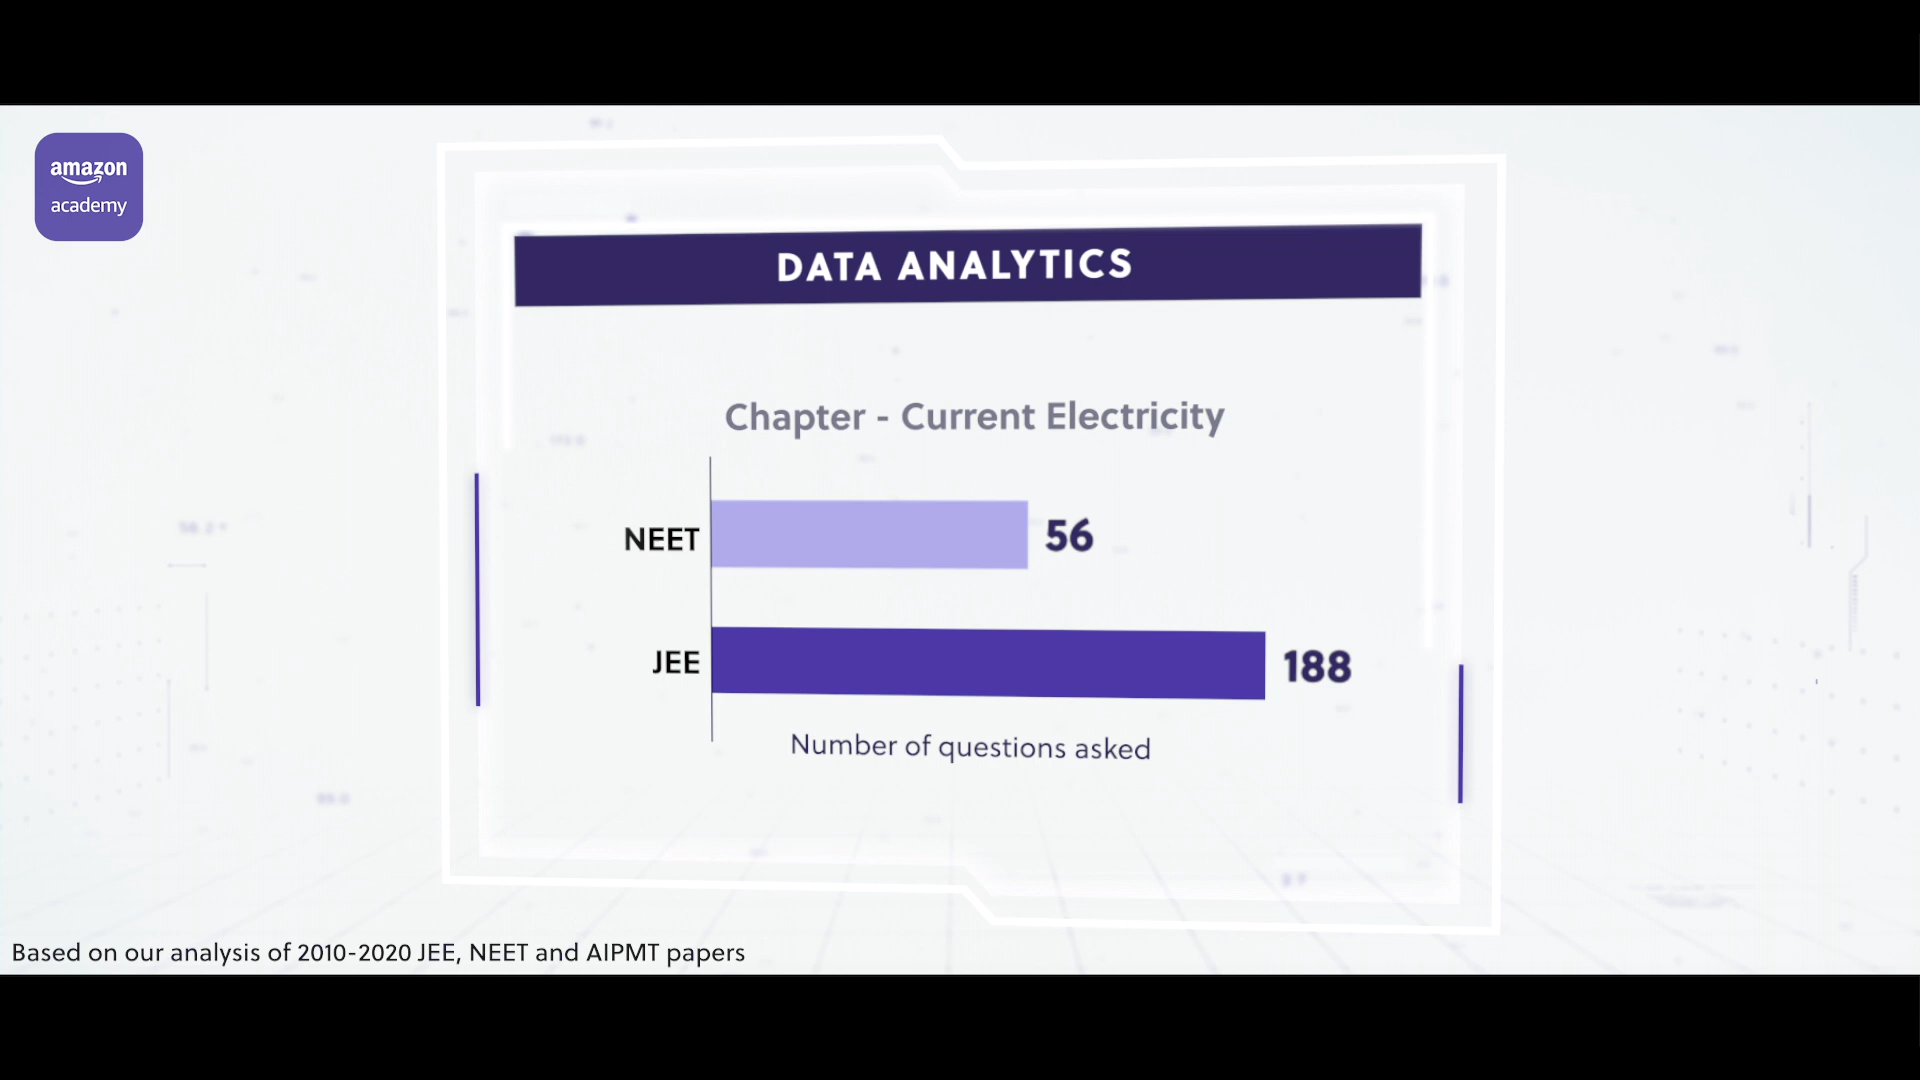 amazon
academy
DATA ANALYTICS
Chapter - Current Electricity
NEET 56
JEE 188
Number of questions asked
Based on our analysis of 2010-2020 JEE, NEET and AIPMT papers